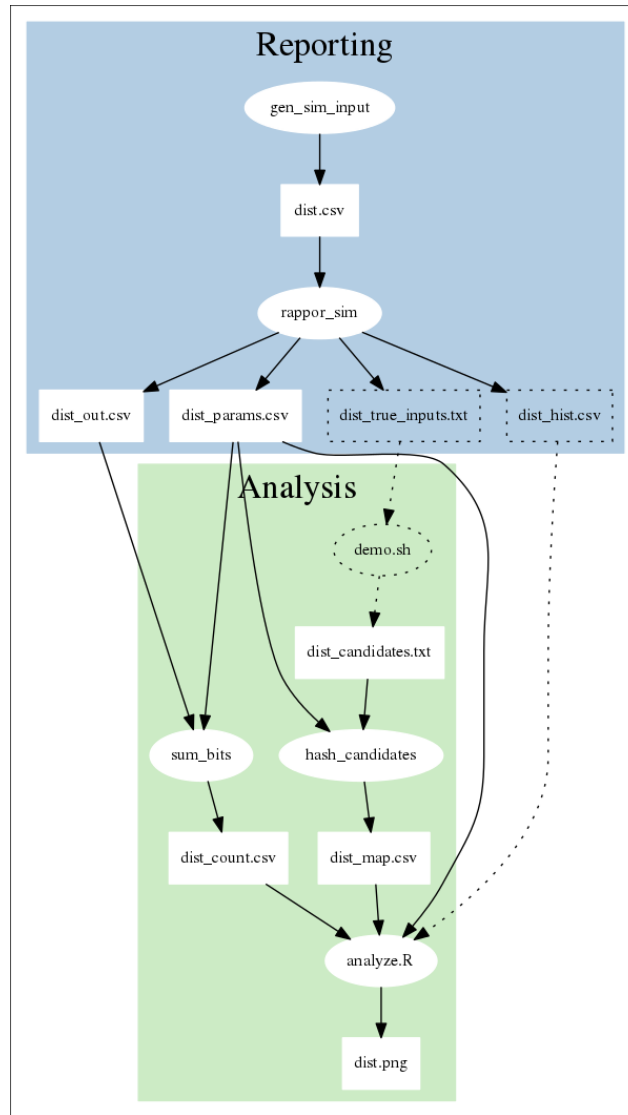 Reporting
gen_sim_input
dist.csv
rappor_sim
dist_out.csv
dist_params.csv
dist_true_inputs.txt
dist_hist.csv
Analysis
demo.sh
dist_candidates.txt
sum_bits
hash_candidates
dist_count.csv
dist_map.csv
analyze.R
dist.png